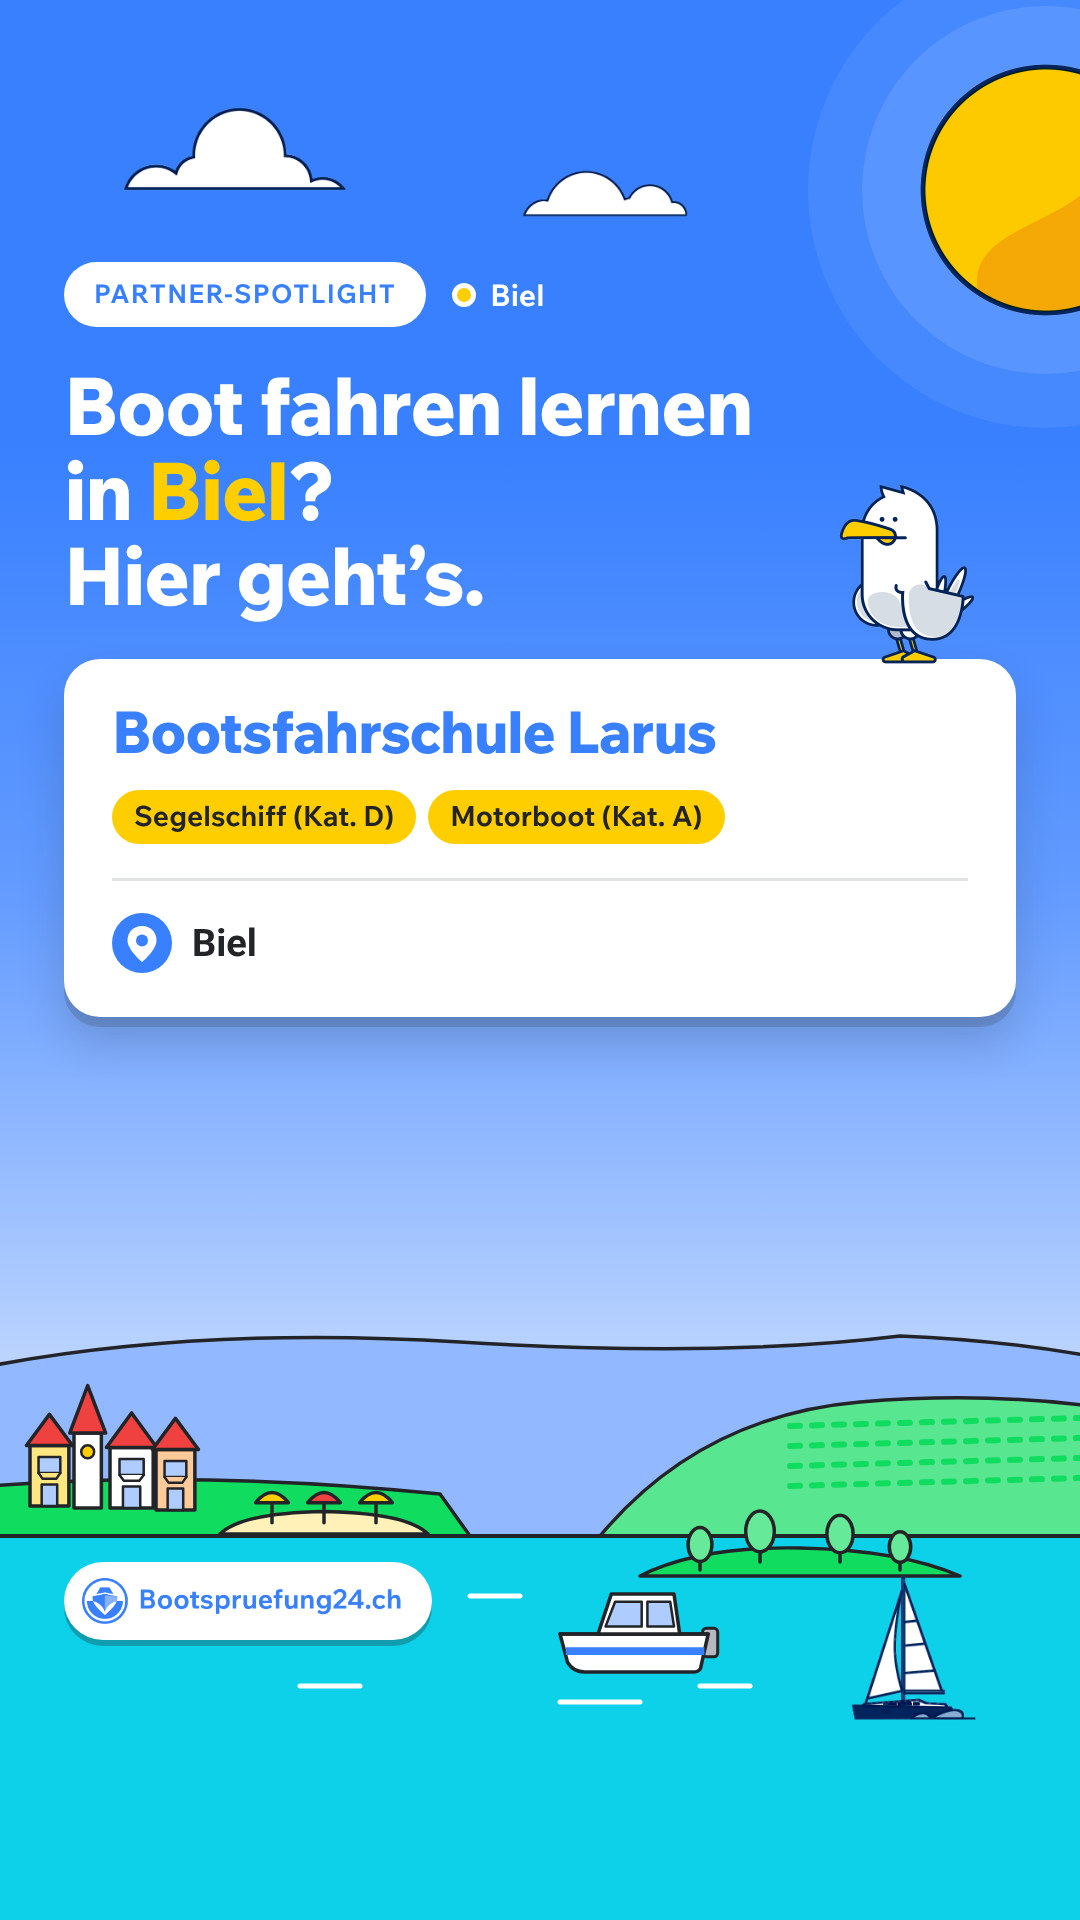 PARTNER-SPOTLIGHT
Biel
Boot fahren lernen
in Biel?
Hier geht’s.
Bootsfahrschule Larus
Segelschiff (Kat. D)
Motorboot (Kat. A)
Biel
Bootspruefung24.ch